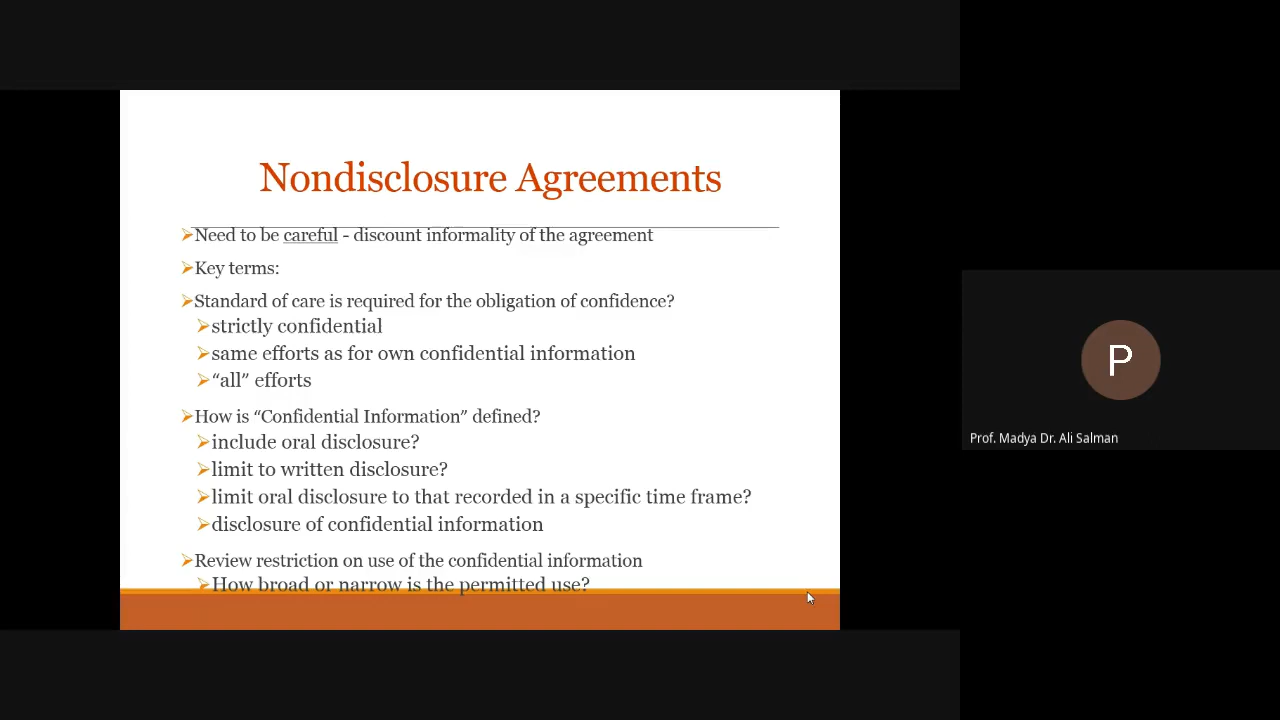 Nondisclosure Agreements
➢Need to be careful - discount informality of the agreement
➢Key terms:
➢Standard of care is required for the obligation of confidence?
➢strictly confidential
➢same efforts as for own confidential information
➢“all” efforts
➢How is “Confidential Information” defined?
➢include oral disclosure?
➢limit to written disclosure?
➢limit oral disclosure to that recorded in a specific time frame?
➢disclosure of confidential information
➢Review restriction on use of the confidential information
➢How broad or narrow is the permitted use?
P
Prof. Madya Dr. Ali Salman